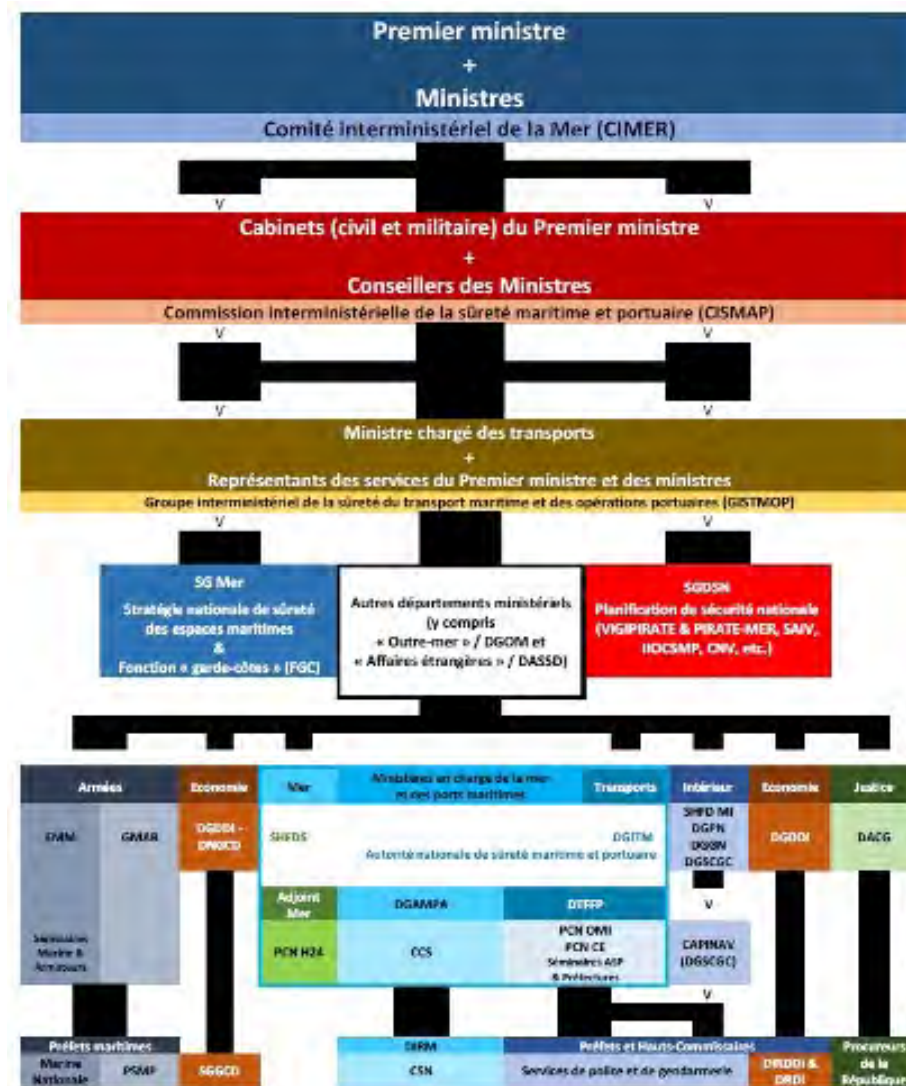 Premier ministre
+
Ministres
Comité interministériel de la Mer (CIMER)
v v
Cabinets (civil et militaire) du Premier ministre
+
Conseillers des Ministres
Commission interministérielle de la sûreté maritime et portuaire (CISMAP)
v v
v v
Ministre chargé des transports
+
Représentants des services du Premier ministre et des ministres
Groupe interministériel de la sûreté du transport maritime et des opérations portuaires (GISTMOP)
v v
SG Mer
Stratégie nationale de sûreté
des espaces maritimes
&
Fonction « garde-côtes » (FGC)
Autres départements ministériels
(y compris
« Outre-mer » / DGOM et
« Affaires étrangères » / DASSD)
SGDSN
Planification de sécurité nationale
(VIGIPIRATE & PIRATE-MER, SAIV,
IIOCSMP, CNV, etc.)
Armées
Economie
Mer
Ministères en charge de la mer
et des ports maritimes
Transports
Intérieur
Economie
Justice
EMM
GMAR
DGDDI -
DNGCD
SHFDS
DGITM
Autorité nationale de sûreté maritime et portuaire
SHFD MI
DGPN
DGGN
DGSCGC
DGDDI
DACG
Adjoint
Mer
DGAMPA
DTFFP
v
Séminaires
Marine &
Armateurs
PCN H24
CCS
PCN OMI
PCN CE
Séminaires ASP
& Préfectures
CAPINAV
(DGSCGC)
v
Préfets maritimes
Marine
Nationale
PSMP
SGGCD
DIRM
CSN
Préfets et Hauts-Commissaires
Services de police et de gendarmerie
DIRDDI &
DRDI
Procureurs
de la
République